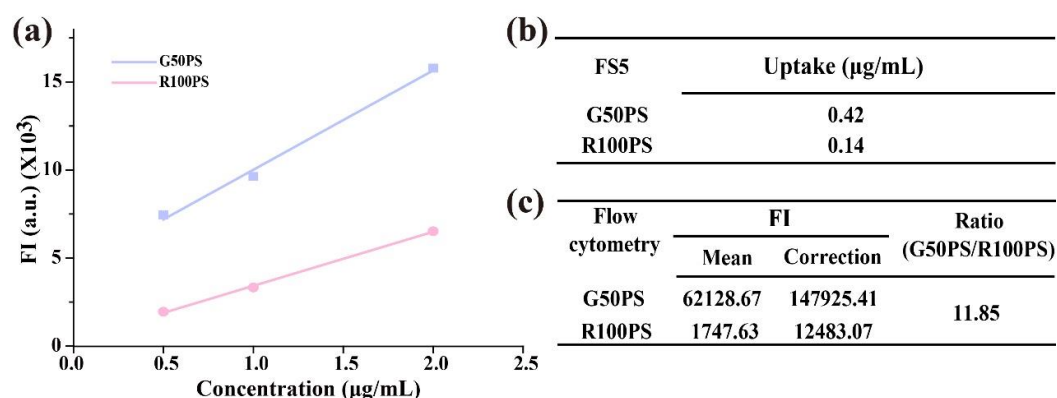 (a)
G50PS
R100PS
FI (a.u.) (X10³)
15
10
5
0
0.0 0.5 1.0 1.5 2.0 2.5
Concentration (μg/mL)
(b)
FS5 Uptake (μg/mL)
G50PS 0.42
R100PS 0.14
(c)
Flow cytometry FI Ratio (G50PS/R100PS)
Mean Correction
G50PS 62128.67 147925.41 11.85
R100PS 1747.63 12483.07